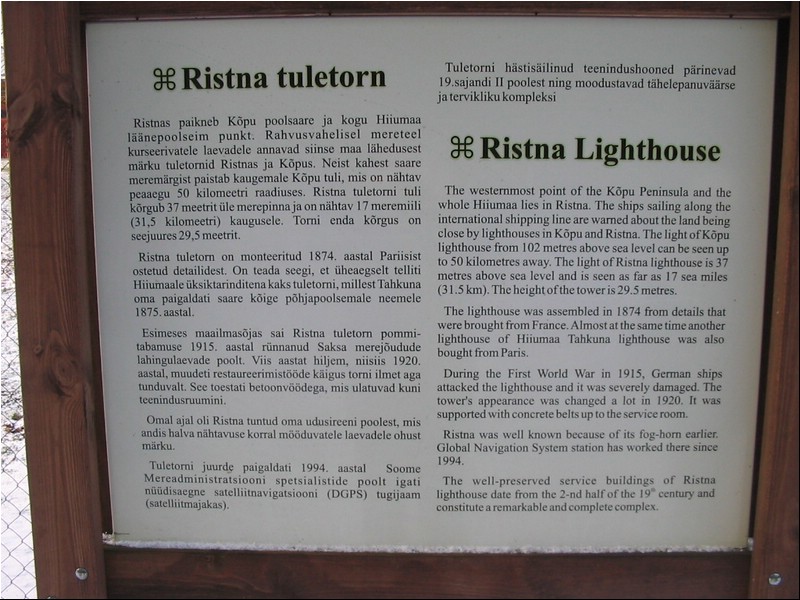 ⌘ Ristna tuletorn
Ristnas paikneb Kõpu poolsaare ja kogu Hiiumaa
läänepoolseim punkt. Rahvusvahelisel mereteel
kurseerivatele laevadele annavad siinse maa lähedusest
märku tuletornid Ristnas ja Kõpus. Neist kahest saare
meremärgist paistab kaugemale Kõpu tuli, mis on nähtav
peaaegu 50 kilomeetri raadiuses. Ristna tuletorni tuli
kõrgub 37 meetrit üle merepinna ja on nähtav 17 meremiili
(31,5 kilomeetri) kaugusele. Torni enda kõrgus on
seejuures 29,5 meetrit.
Ristna tuletorn on monteeritud 1874. aastal Pariisist
ostetud detailidest. On teada seegi, et üheaegselt telliti
Hiiumaale üksiktarinditena kaks tuletorni, millest Tahkuna
oma paigaldati saare kõige põhjapoolsemale neemele
1875. aastal.
Esimeses maailmasõjas sai Ristna tuletorn pommi-
tabamuse 1915. aastal rünnanud Saksa merejõudude
lahingulaevade poolt. Viis aastat hiljem, niisiis 1920.
aastal, muudeti restaureerimistööde käigus torni ilmet aga
tunduvalt. See toestati betoonvöödega, mis ulatuvad kuni
teenindusruumini.
Omal ajal oli Ristna tuntud oma udusireeni poolest, mis
andis halva nähtavuse korral mööduvatele laevadele ohust
märku.
Tuletorni juurde paigaldati 1994. aastal Soome
Mereadministratsiooni spetsialistide poolt igati
nüüdisaegne satelliitnavigatsiooni (DGPS) tugijaam
(satelliitmajakas).
Tuletorni hästisäilinud teenindushooned pärinevad
19.sajandi II poolest ning moodustavad tähelepanuväärse
ja tervikliku kompleksi
⌘ Ristna Lighthouse
The westernmost point of the Kõpu Peninsula and the
whole Hiiumaa lies in Ristna. The ships sailing along the
international shipping line are warned about the land being
close by lighthouses in Kõpu and Ristna. The light of Kõpu
lighthouse from 102 metres above sea level can be seen up
to 50 kilometres away. The light of Ristna lighthouse is 37
metres above sea level and is seen as far as 17 sea miles
(31.5 km). The height of the tower is 29.5 metres.
The lighthouse was assembled in 1874 from details that
were brought from France. Almost at the same time another
lighthouse of Hiiumaa Tahkuna lighthouse was also
bought from Paris.
During the First World War in 1915, German ships
attacked the lighthouse and it was severely damaged. The
tower's appearance was changed a lot in 1920. It was
supported with concrete belts up to the service room.
Ristna was well known because of its fog-horn earlier.
Global Navigation System station has worked there since
1994.
The well-preserved service buildings of Ristna
lighthouse date from the 2-nd half of the 19th century and
constitute a remarkable and complete complex.